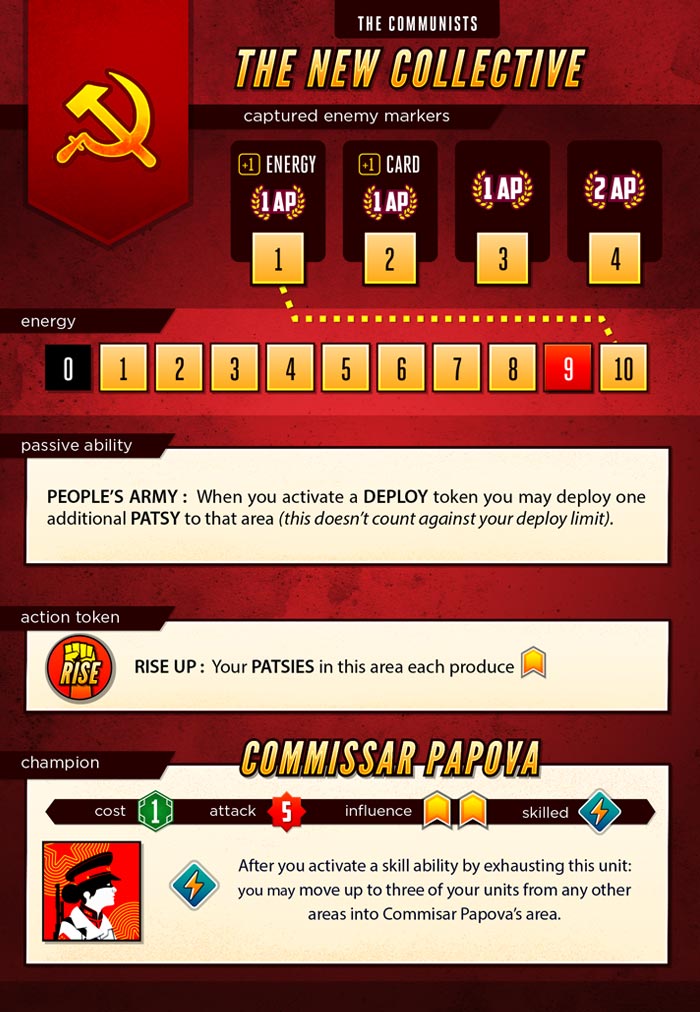 THE COMMUNISTS
THE NEW COLLECTIVE
captured enemy markers
+1 ENERGY
1 AP
1
+1 CARD
1 AP
2
1 AP
3
2 AP
4
energy
0 1 2 3 4 5 6 7 8 9 10
passive ability
PEOPLE'S ARMY : When you activate a DEPLOY token you may deploy one
additional PATSY to that area (this doesn't count against your deploy limit).
action token
RISE
RISE UP : Your PATSIES in this area each produce
champion
COMMISSAR PAPOVA
cost 1 attack 5 influence skilled
After you activate a skill ability by exhausting this unit:
you may move up to three of your units from any other
areas into Commisar Papova's area.